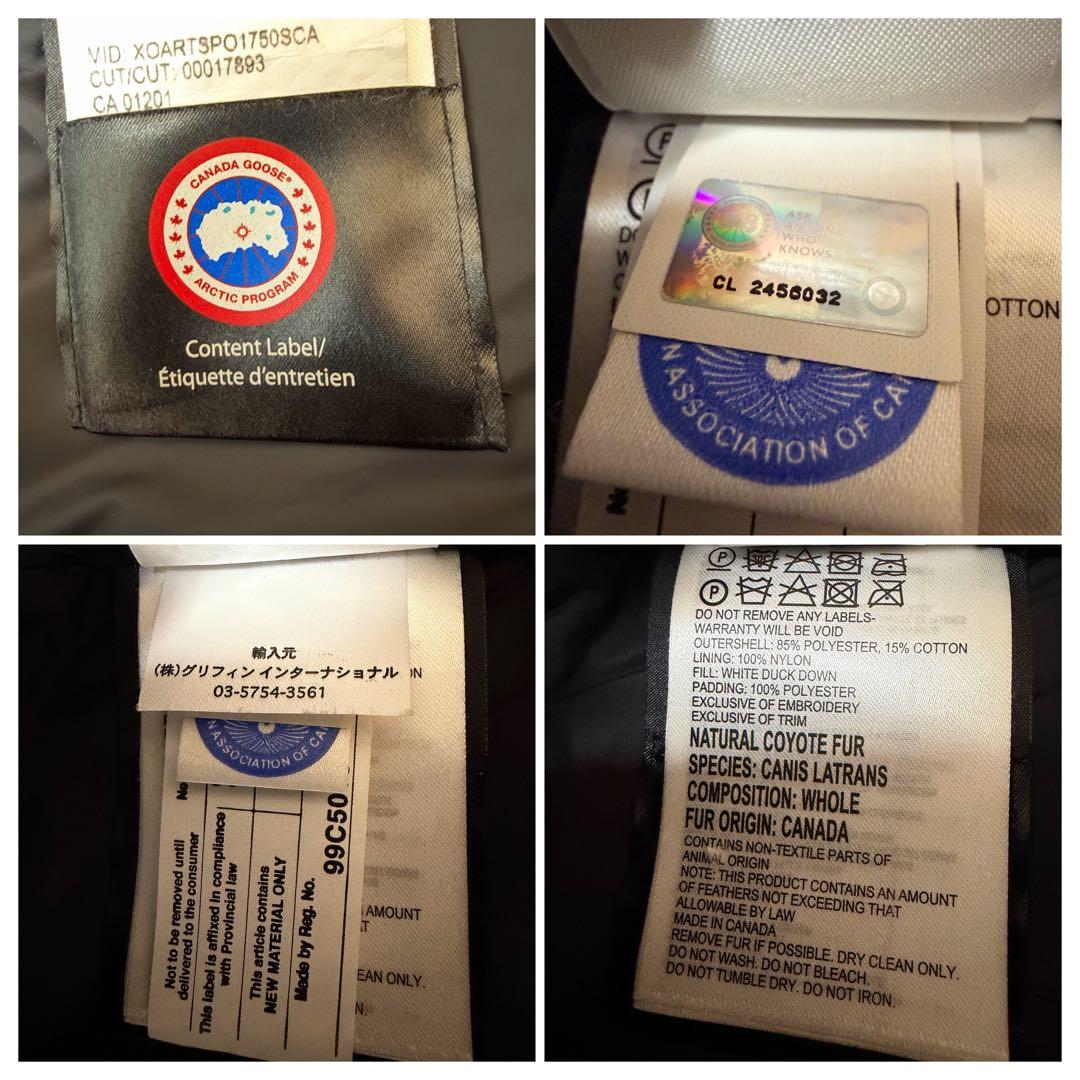 MID: XOARTSPO1750SCA
CUT/CUT: 00017893
CA 01201
CANADA GOOSE®
ARCTIC PROGRAM
Content Label/
Étiquette d'entretien
ASK
WHO
KNOWS
CL 2456032
OTTON
N ASSOCIATION OF CA
輸入元
(株)グリフィン インターナショナル
03-5754-3561
ON
N ASSOCIATION OF CA
Not to be removed until
delivered to the consumer
This label is affixed in compliance
with Provincial law
This article contains
NEW MATERIAL ONLY
Made by Reg. No.
99C50
AMOUNT
LEAN ONLY.
P 30C
P
DO NOT REMOVE ANY LABELS-
WARRANTY WILL BE VOID
OUTERSHELL: 85% POLYESTER, 15% COTTON
LINING: 100% NYLON
FILL: WHITE DUCK DOWN
PADDING: 100% POLYESTER
EXCLUSIVE OF EMBROIDERY
EXCLUSIVE OF TRIM
NATURAL COYOTE FUR
SPECIES: CANIS LATRANS
COMPOSITION: WHOLE
FUR ORIGIN: CANADA
CONTAINS NON-TEXTILE PARTS OF
ANIMAL ORIGIN
NOTE: THIS PRODUCT CONTAINS AN AMOUNT
OF FEATHERS NOT EXCEEDING THAT
ALLOWABLE BY LAW
MADE IN CANADA
REMOVE FUR IF POSSIBLE. DRY CLEAN ONLY.
DO NOT WASH. DO NOT BLEACH.
DO NOT TUMBLE DRY. DO NOT IRON.